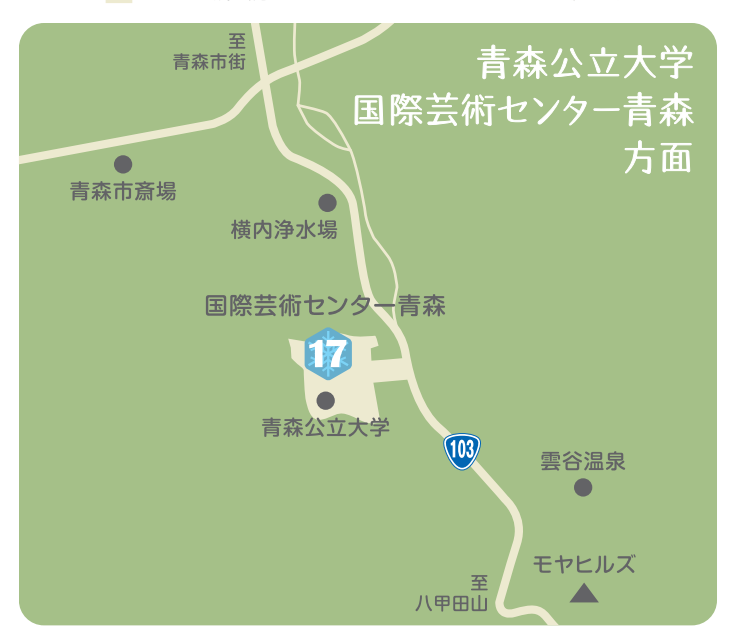 至
青森市街
青森公立大学
国際芸術センター青森
方面
青森市斎場
横内浄水場
国際芸術センター青森
17
青森公立大学
103
雲谷温泉
モヤヒルズ
至
八甲田山